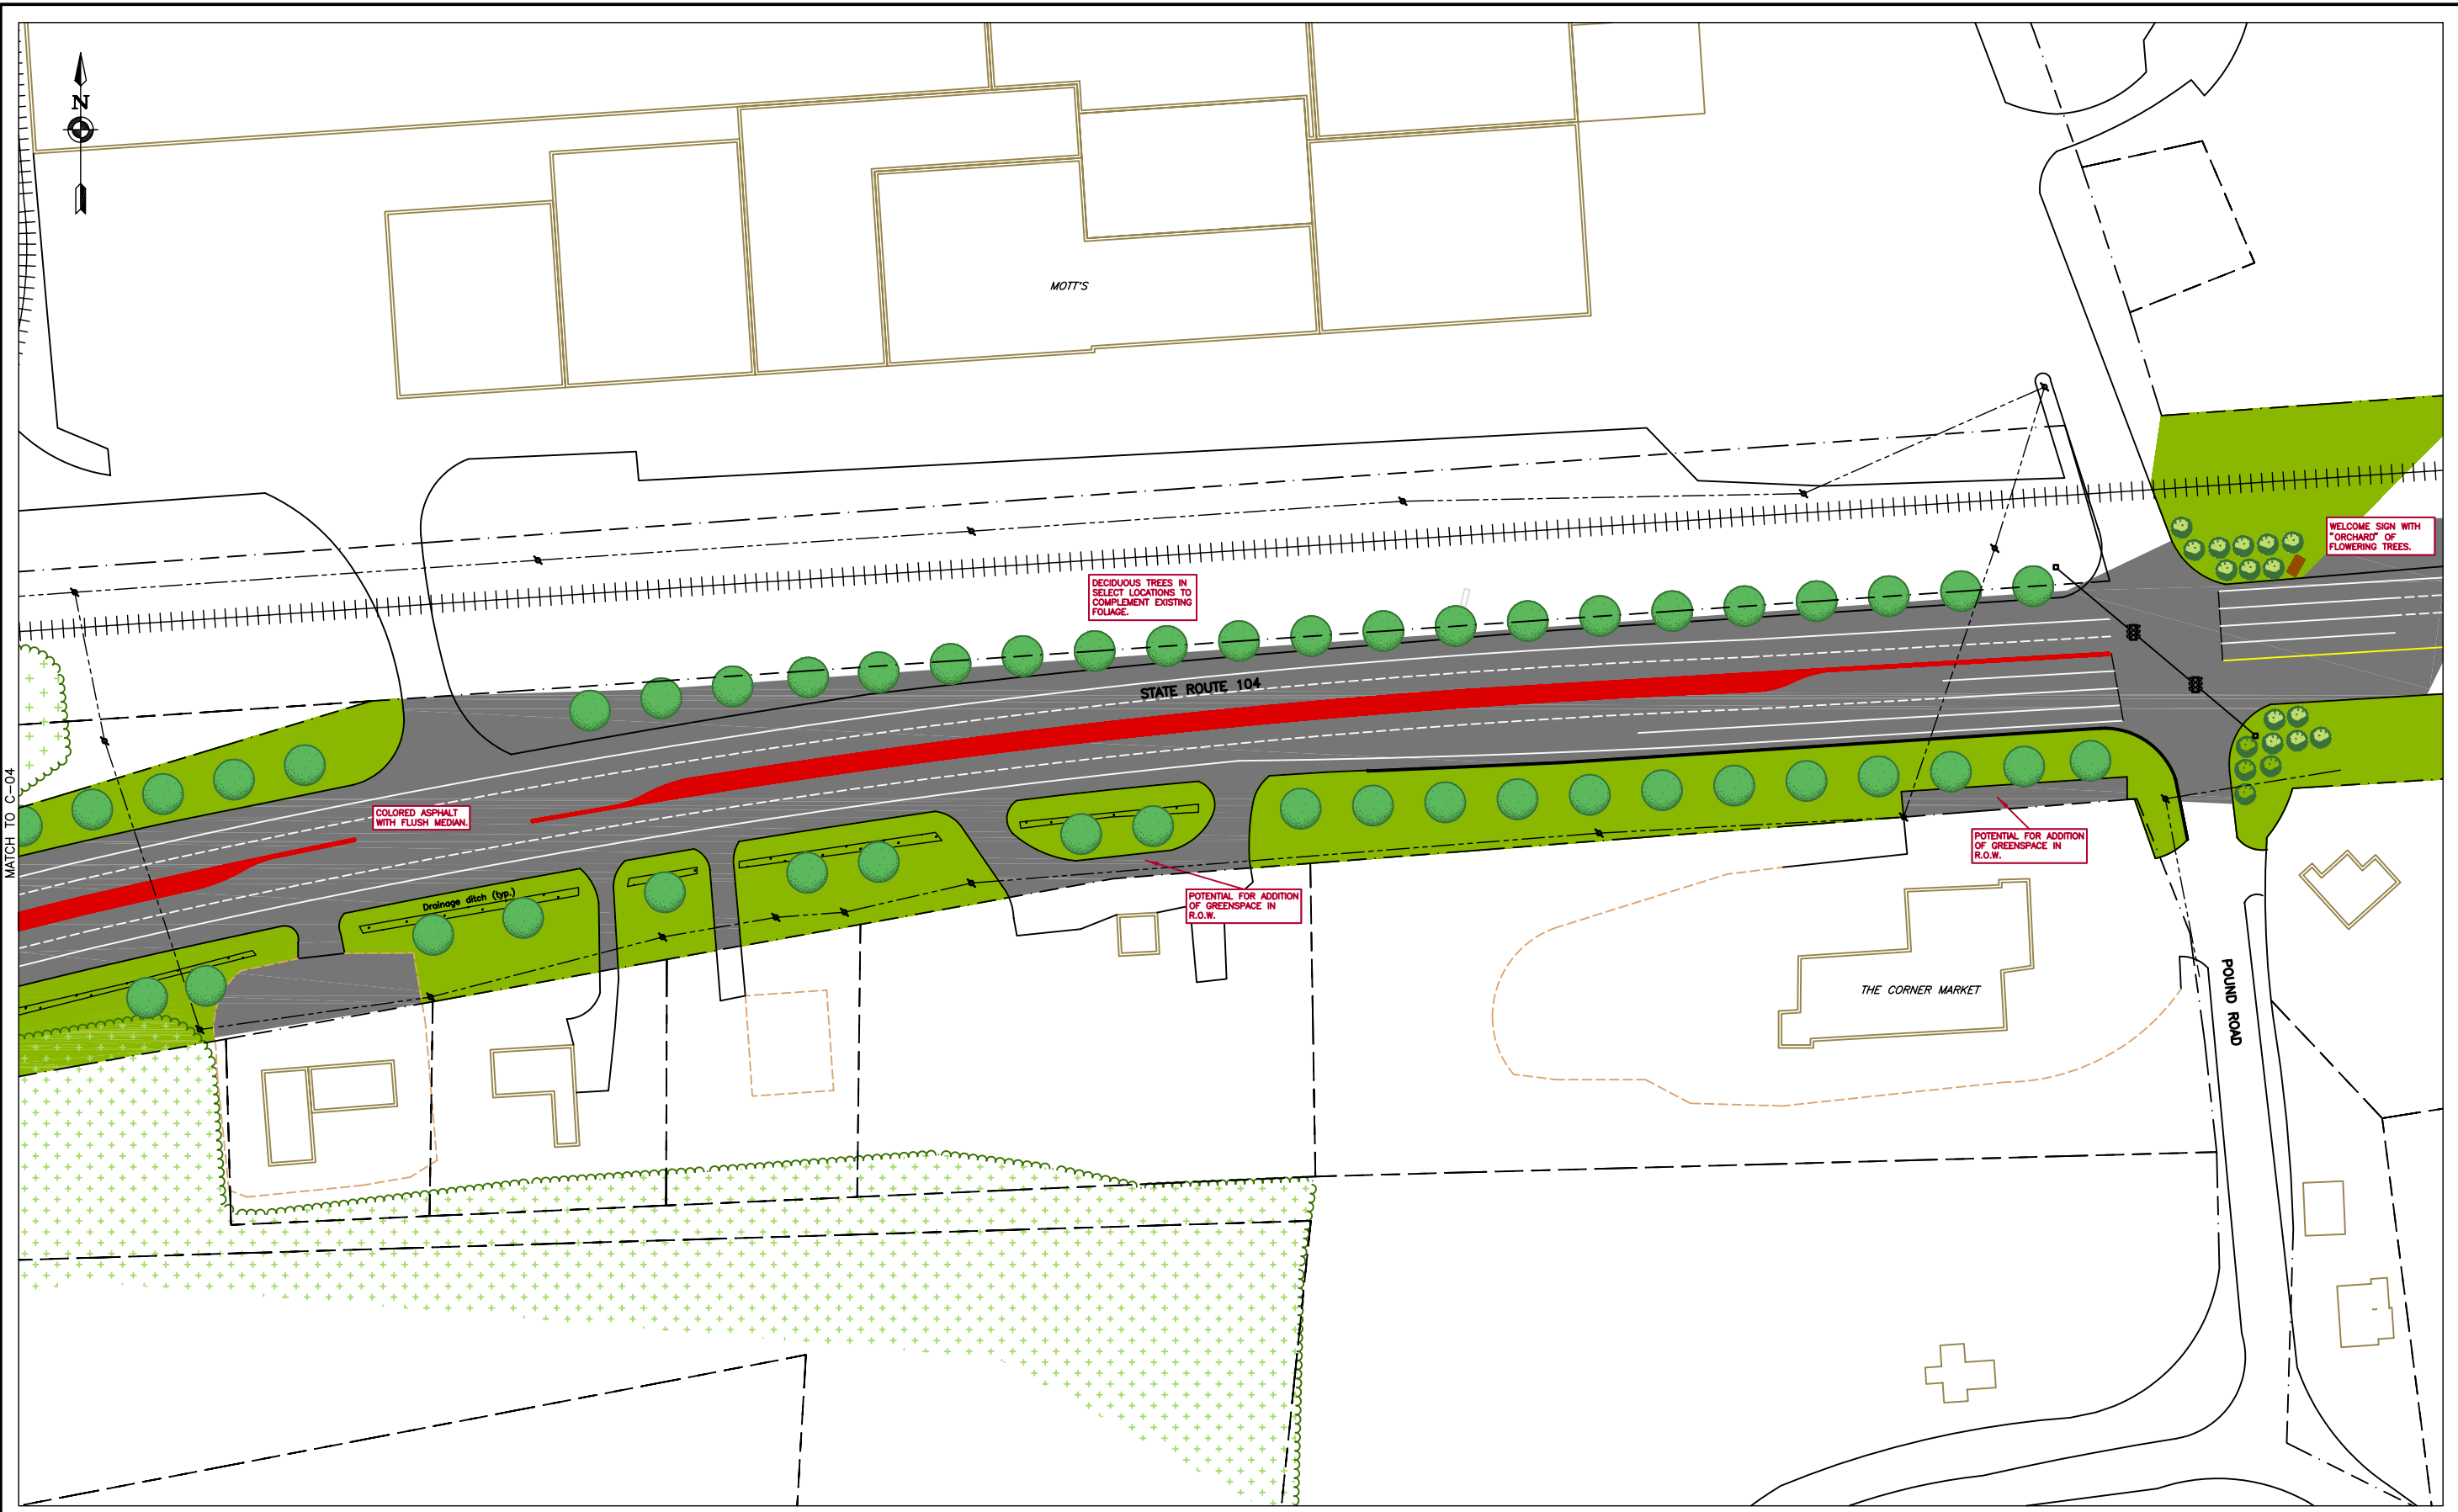 N
MOTT'S
WELCOME SIGN WITH
"ORCHARD" OF
FLOWERING TREES.
DECIDUOUS TREES IN
SELECT LOCATIONS TO
COMPLEMENT EXISTING
FOLIAGE.
STATE ROUTE 104
MATCH TO C-04
COLORED ASPHALT
WITH FLUSH MEDIAN.
POTENTIAL FOR ADDITION
OF GREENSPACE IN
R.O.W.
Drainage ditch (typ.)
POTENTIAL FOR ADDITION
OF GREENSPACE IN
R.O.W.
THE CORNER MARKET
POUND ROAD